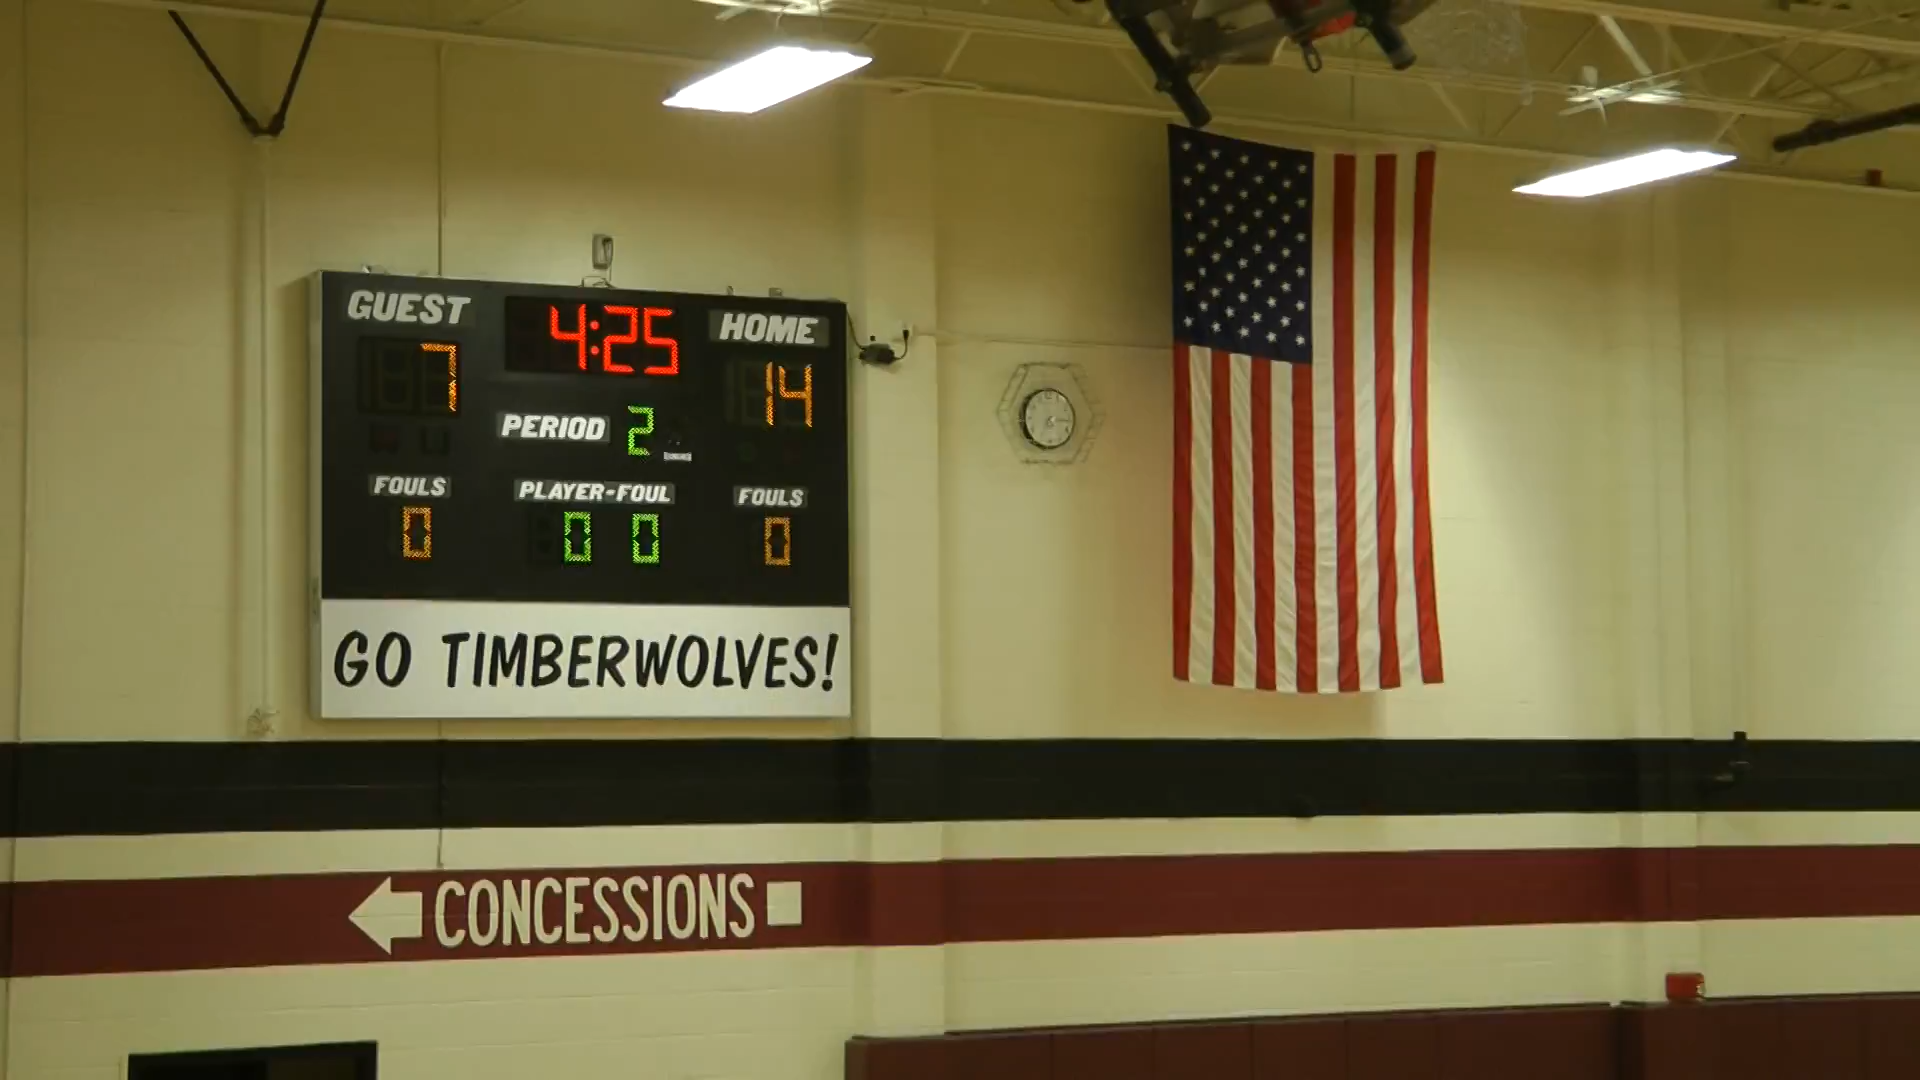 GUEST 4:25 HOME
7 14
PERIOD 2
FOULS PLAYER-FOUL FOULS
0 0 0 0
GO TIMBERWOLVES!
CONCESSIONS